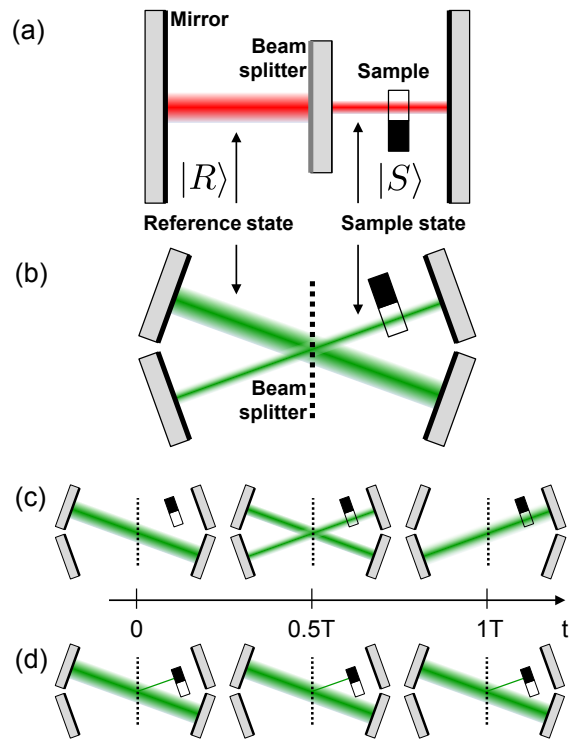 (a)
Mirror
Beam
splitter
Sample
|R⟩
|S⟩
Reference state
Sample state
(b)
Beam
splitter
(c)
0
0.5T
1T
t
(d)